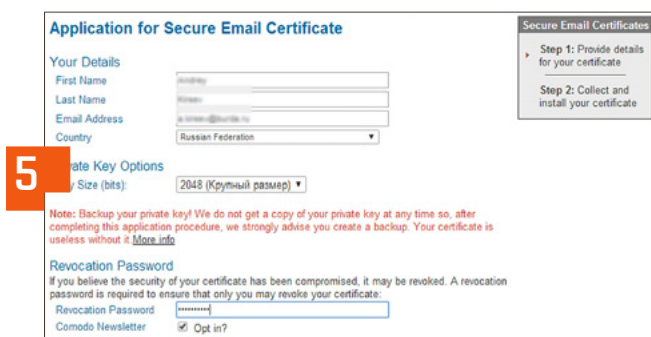 Application for Secure Email Certificate
Your Details
First Name
Last Name
Email Address
Country Russian Federation
5
vate Key Options
y Size (bits): 2048 (Крупный размер)
Note: Backup your private key! We do not get a copy of your private key at any time so, after
completing this application procedure, we strongly advise you create a backup. Your certificate is
useless without it.More info
Revocation Password
If you believe the security of your certificate has been compromised, it may be revoked. A revocation
password is required to ensure that only you may revoke your certificate:
Revocation Password ••••••••••
Comodo Newsletter Opt in?
Secure Email Certificates
Step 1: Provide details
for your certificate
Step 2: Collect and
install your certificate